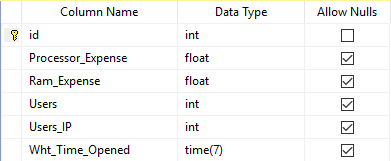 Column Name Data Type Allow Nulls
id int
Processor_Expense float
Ram_Expense float
Users int
Users_IP int
Wht_Time_Opened time(7)